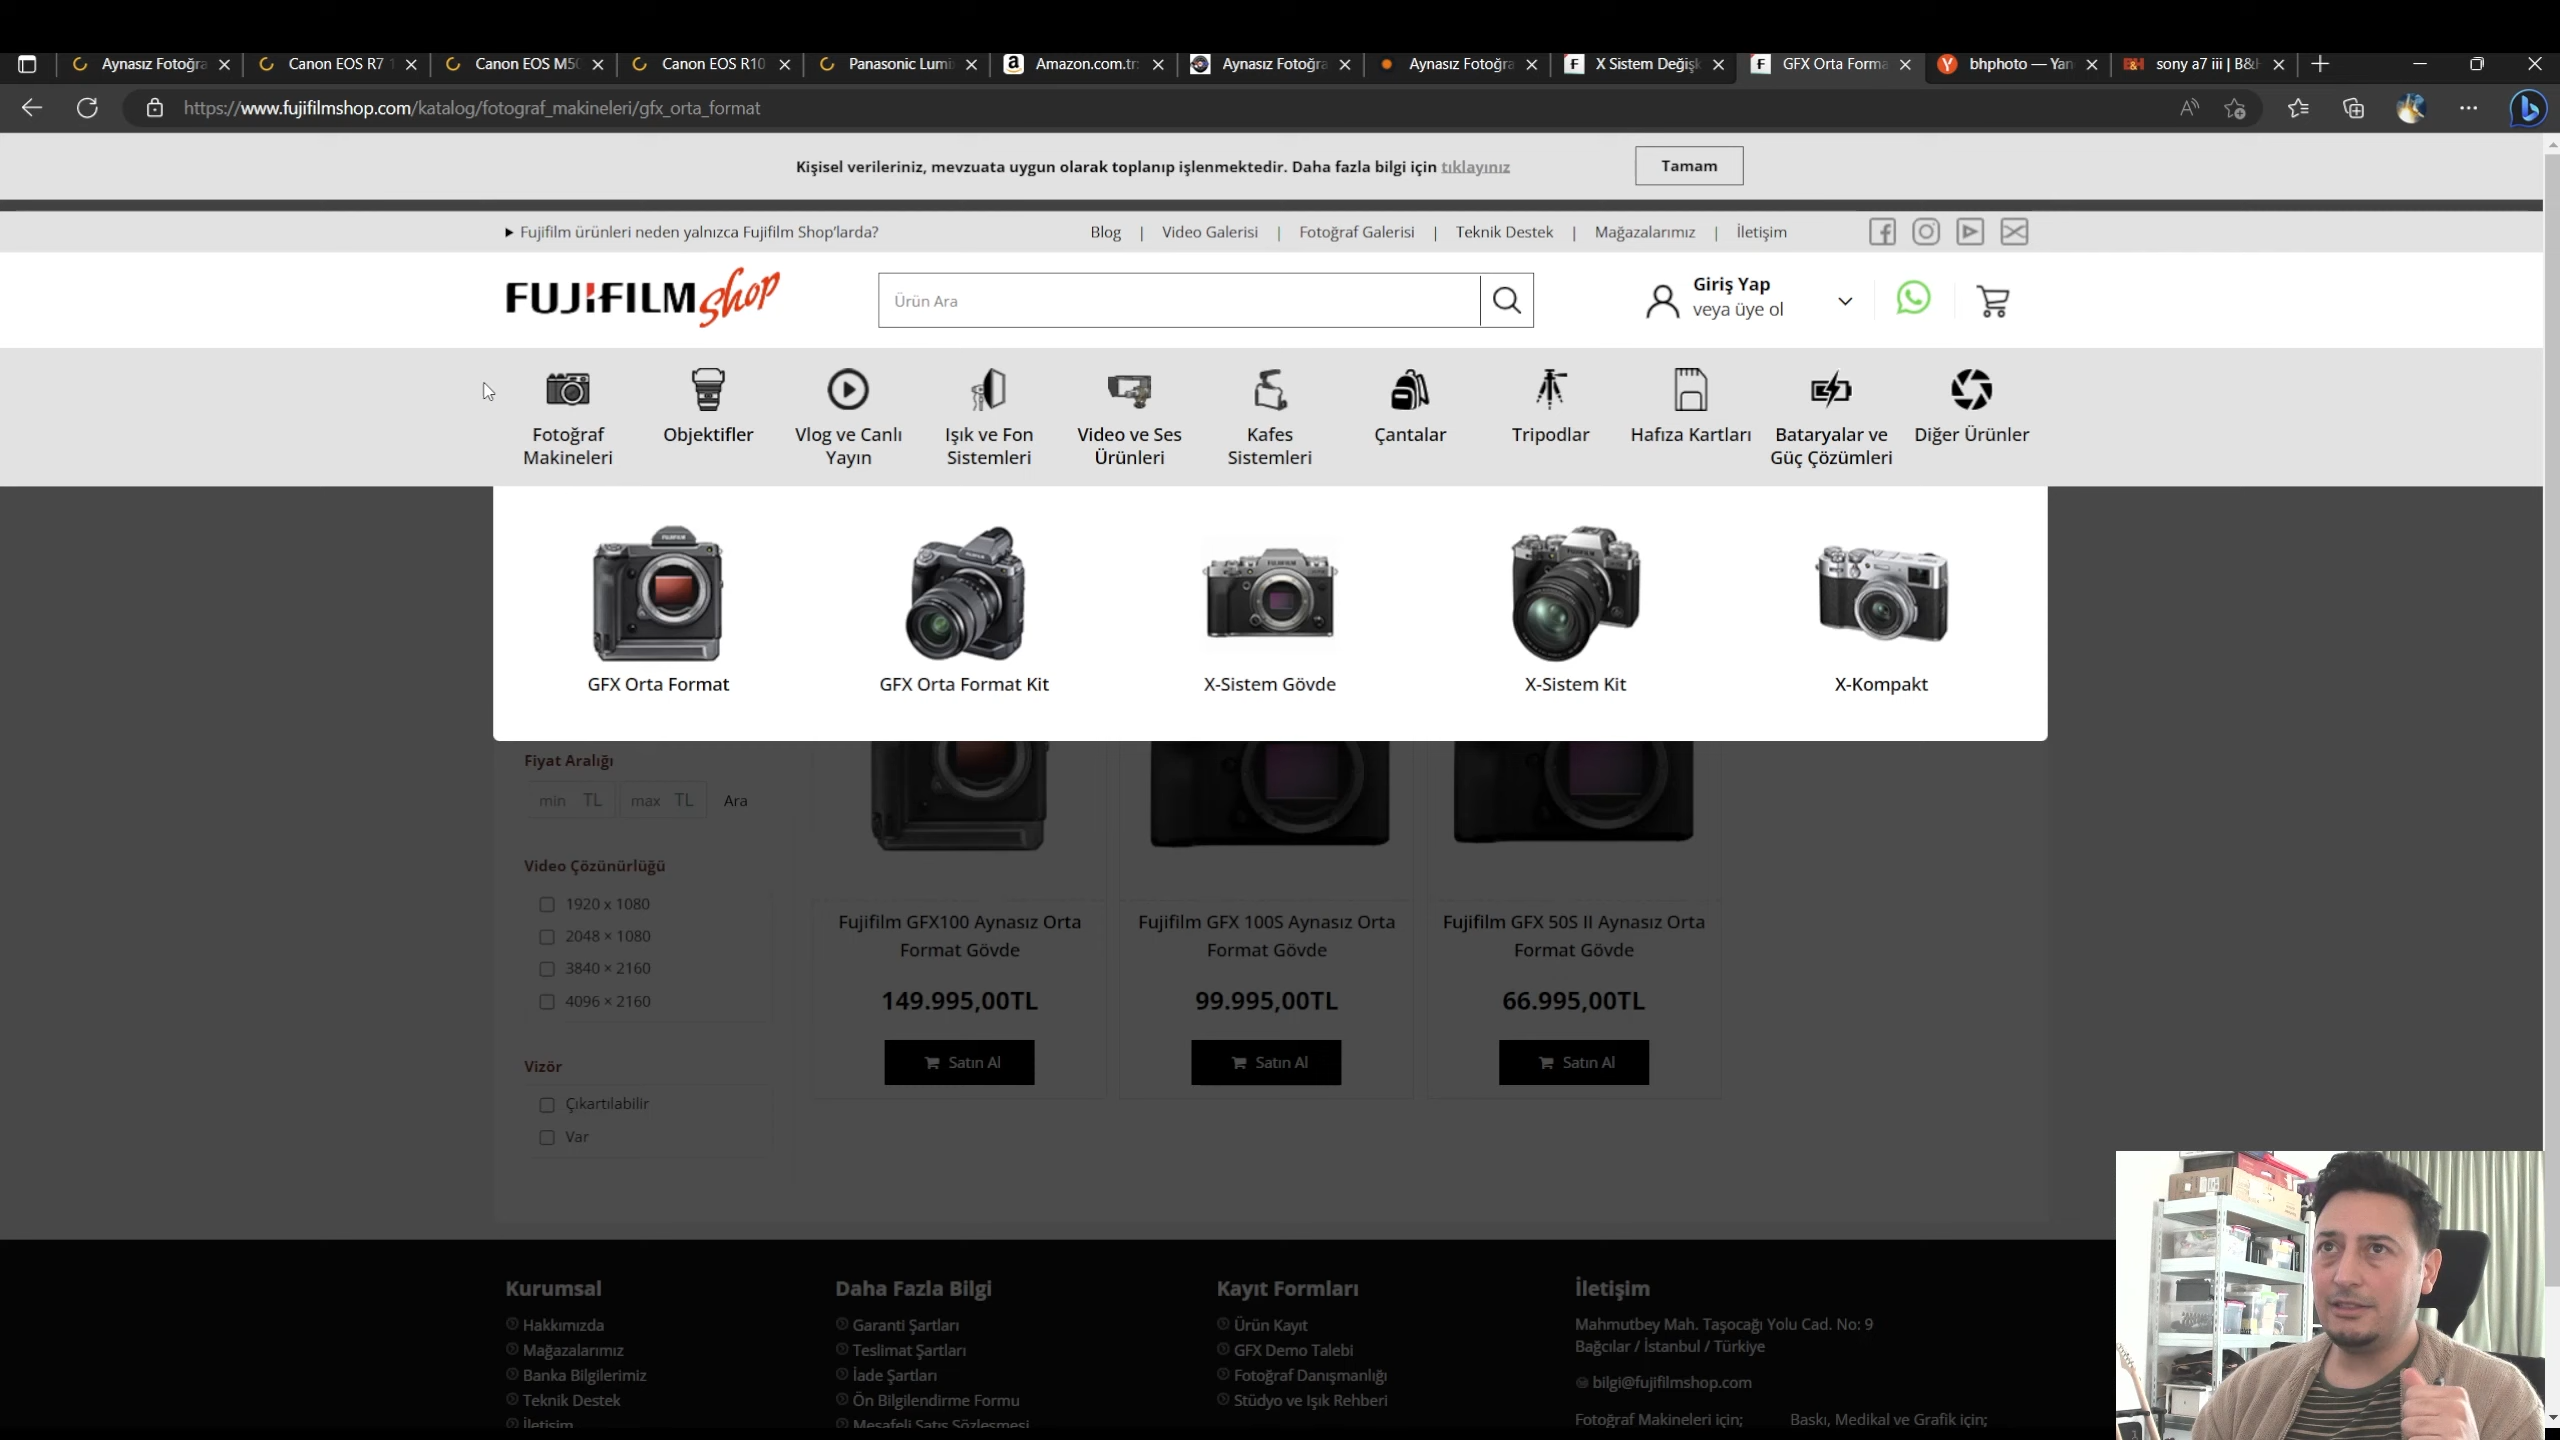 Aynasız Fotoğra
Canon EOS R7 1
Canon EOS M50
Canon EOS R10
Panasonic Lumi
Amazon.com.tr:
Aynasız Fotoğra
Aynasız Fotoğra
X Sistem Değişk
GFX Orta Forma
bhphoto — Yan
sony a7 iii | B&H
https://www.fujifilmshop.com/katalog/fotograf_makineleri/gfx_orta_format
Kişisel verileriniz, mevzuata uygun olarak toplanıp işlenmektedir. Daha fazla bilgi için tıklayınız
Tamam
Fujifilm ürünleri neden yalnızca Fujifilm Shop'larda?
Blog | Video Galerisi | Fotoğraf Galerisi | Teknik Destek | Mağazalarımız | İletişim
FUJIFILM shop
Ürün Ara
Giriş Yap
veya üye ol
Fotoğraf
Makineleri
Objektifler
Vlog ve Canlı
Yayın
Işık ve Fon
Sistemleri
Video ve Ses
Ürünleri
Kafes
Sistemleri
Çantalar
Tripodlar
Hafıza Kartları
Bataryalar ve
Güç Çözümleri
Diğer Ürünler
GFX Orta Format
GFX Orta Format Kit
X-Sistem Gövde
X-Sistem Kit
X-Kompakt
Fiyat Aralığı
min TL max TL Ara
Video Çözünürlüğü
1920 x 1080
2048 × 1080
3840 × 2160
4096 × 2160
Vizör
Çıkartılabilir
Var
Fujifilm GFX100 Aynasız Orta
Format Gövde
149.995,00TL
Satın Al
Fujifilm GFX 100S Aynasız Orta
Format Gövde
99.995,00TL
Satın Al
Fujifilm GFX 50S II Aynasız Orta
Format Gövde
66.995,00TL
Satın Al
Kurumsal
Hakkımızda
Mağazalarımız
Banka Bilgilerimiz
Teknik Destek
İletişim
Daha Fazla Bilgi
Garanti Şartları
Teslimat Şartları
İade Şartları
Ön Bilgilendirme Formu
Mesafeli Satış Sözleşmesi
Kayıt Formları
Ürün Kayıt
GFX Demo Talebi
Fotoğraf Danışmanlığı
Stüdyo ve Işık Rehberi
İletişim
Mahmutbey Mah. Taşocağı Yolu Cad. No: 9
Bağcılar / İstanbul / Türkiye
bilgi@fujifilmshop.com
Fotoğraf Makineleri için;
Baskı, Medikal ve Grafik için;